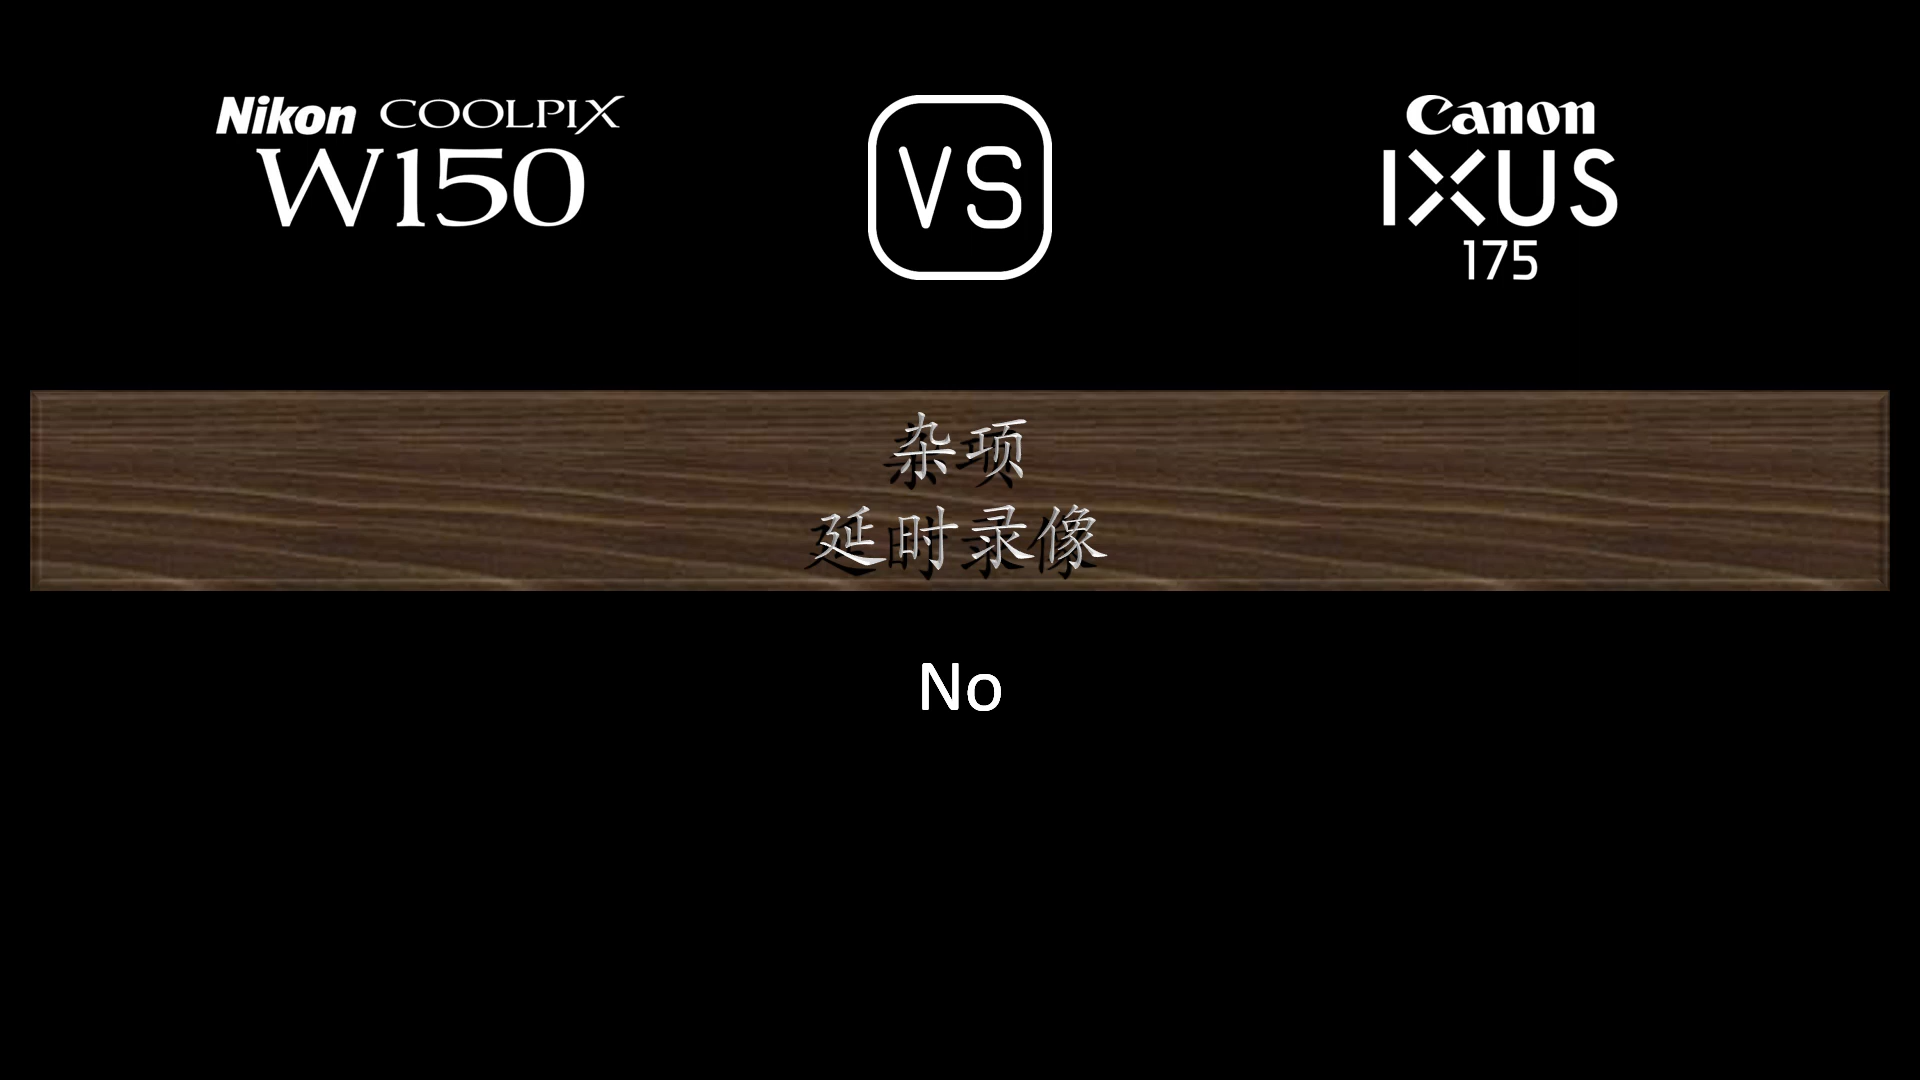 Nikon COOLPIX
W150
VS
Canon
IXUS
175
杂项
延时录像
No